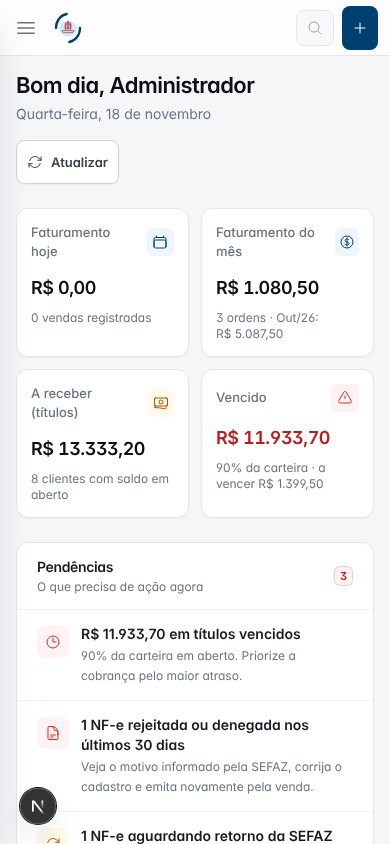 Bom dia, Administrador
Quarta-feira, 18 de novembro
Atualizar
Faturamento
hoje
R$ 0,00
0 vendas registradas
Faturamento do
mês
R$ 1.080,50
3 ordens · Out/26:
R$ 5.087,50
A receber
(títulos)
R$ 13.333,20
8 clientes com saldo em
aberto
Vencido
R$ 11.933,70
90% da carteira · a
vencer R$ 1.399,50
Pendências
O que precisa de ação agora
3
R$ 11.933,70 em títulos vencidos
90% da carteira em aberto. Priorize a
cobrança pelo maior atraso.
1 NF-e rejeitada ou denegada nos
últimos 30 dias
Veja o motivo informado pela SEFAZ, corrija o
cadastro e emita novamente pela venda.
N
1 NF-e aguardando retorno da SEFAZ